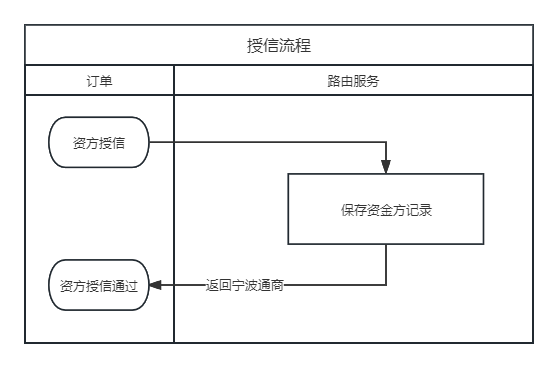 授信流程
订单
路由服务
资方授信
保存资金方记录
资方授信通过
返回宁波通商